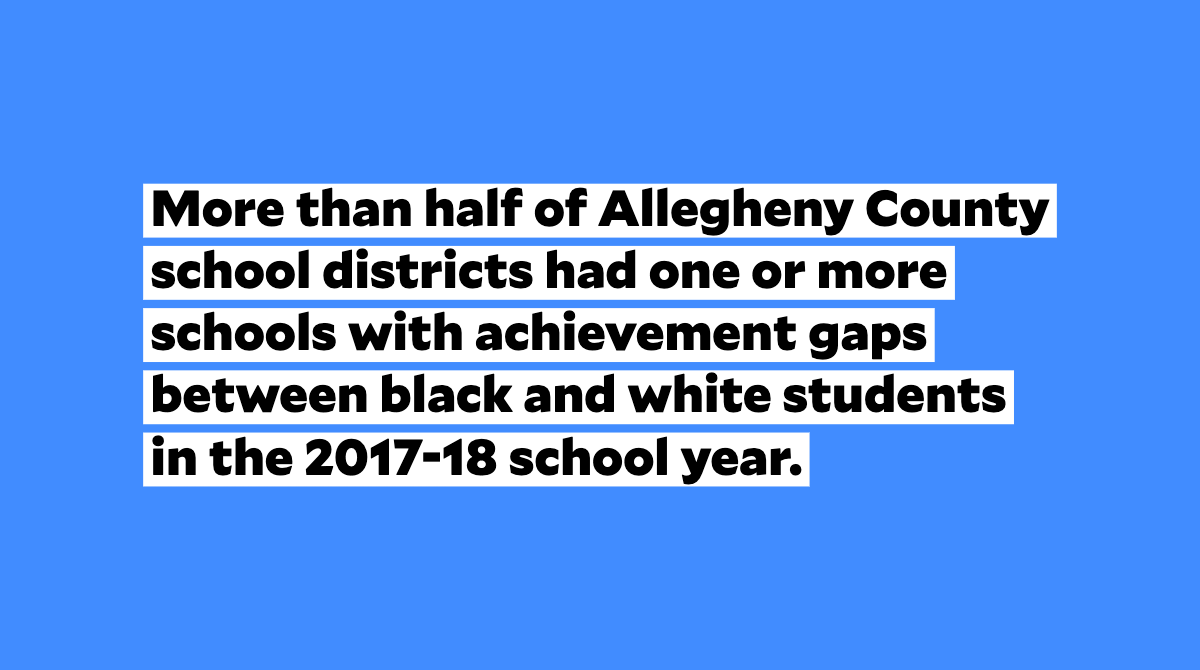 More than half of Allegheny County
school districts had one or more
schools with achievement gaps
between black and white students
in the 2017-18 school year.